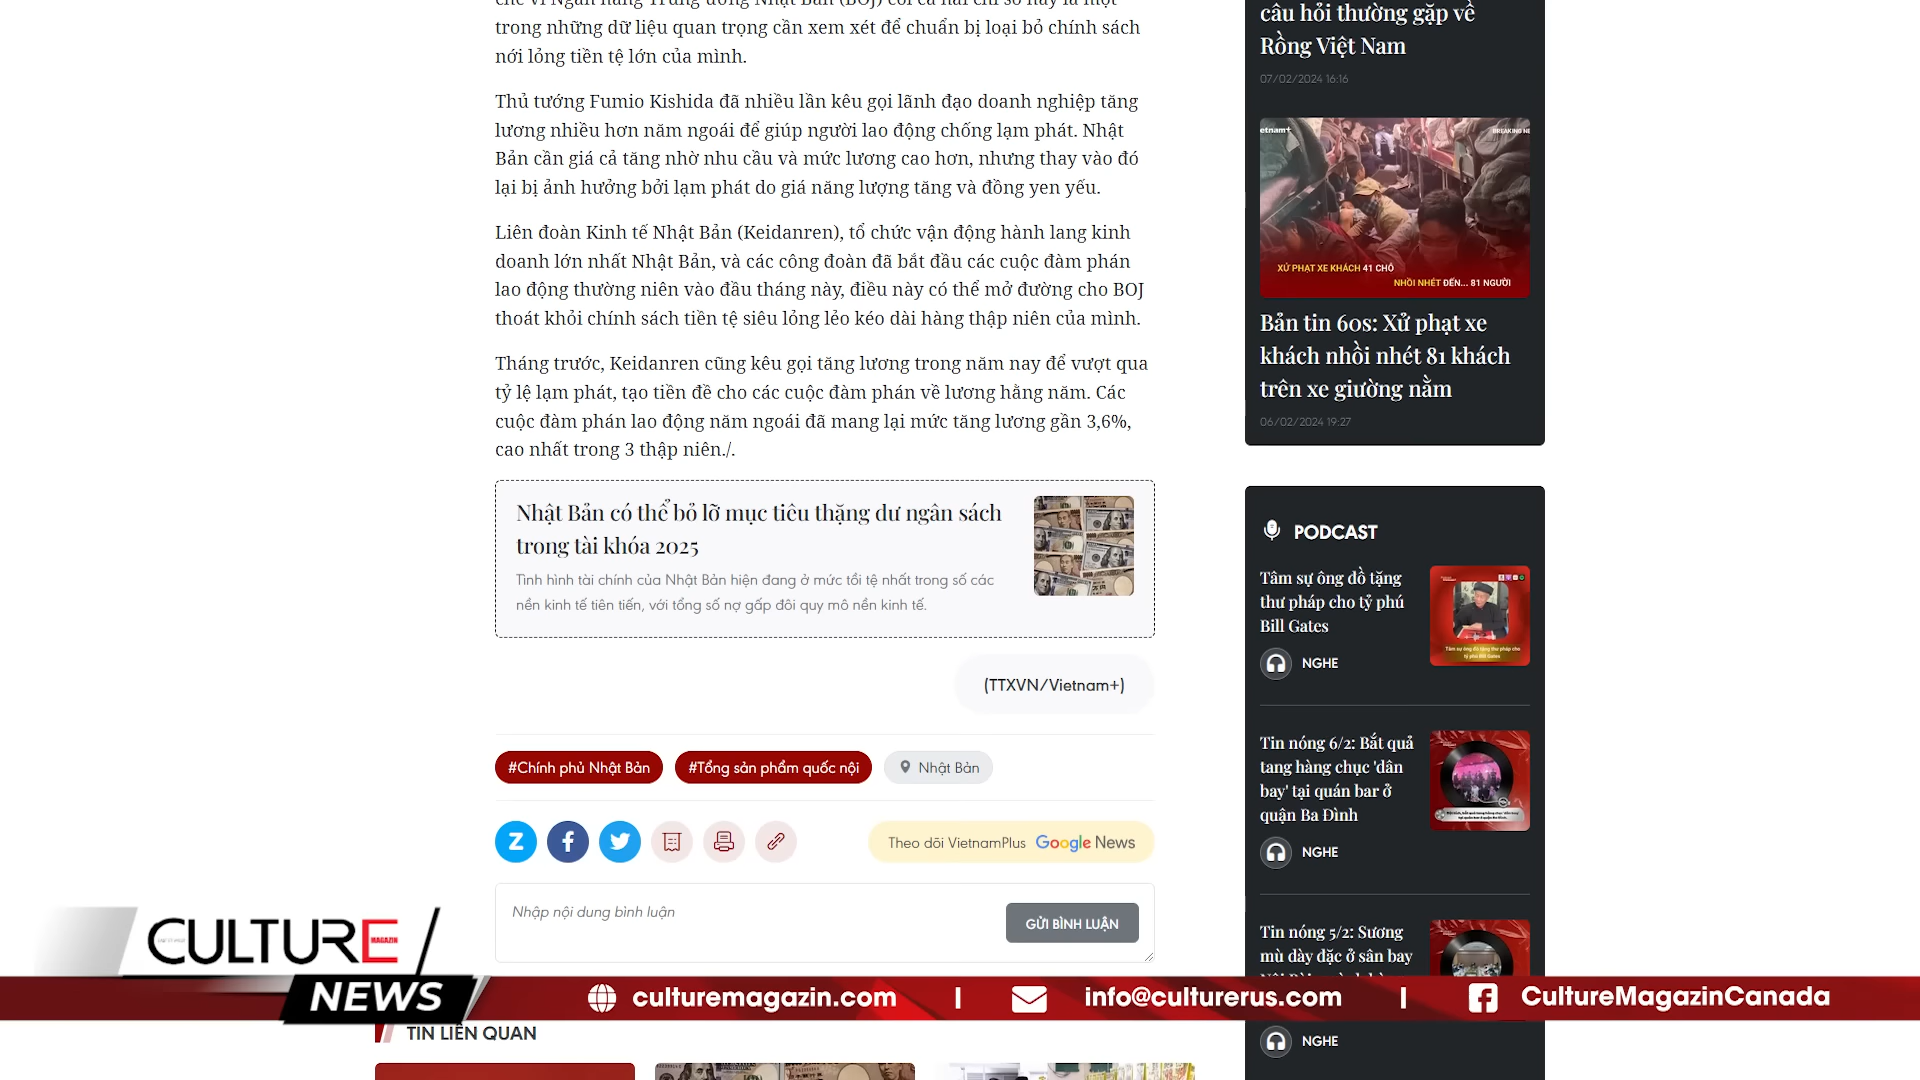 chế vì Ngân hàng Trung ương Nhật Bản (BOJ) coi cả hai chỉ số này là một
trong những dữ liệu quan trọng cần xem xét để chuẩn bị loại bỏ chính sách
nới lỏng tiền tệ lớn của mình.
Thủ tướng Fumio Kishida đã nhiều lần kêu gọi lãnh đạo doanh nghiệp tăng
lương nhiều hơn năm ngoái để giúp người lao động chống lạm phát. Nhật
Bản cần giá cả tăng nhờ nhu cầu và mức lương cao hơn, nhưng thay vào đó
lại bị ảnh hưởng bởi lạm phát do giá năng lượng tăng và đồng yen yếu.
Liên đoàn Kinh tế Nhật Bản (Keidanren), tổ chức vận động hành lang kinh
doanh lớn nhất Nhật Bản, và các công đoàn đã bắt đầu các cuộc đàm phán
lao động thường niên vào đầu tháng này, điều này có thể mở đường cho BOJ
thoát khỏi chính sách tiền tệ siêu lỏng lẻo kéo dài hàng thập niên của mình.
Tháng trước, Keidanren cũng kêu gọi tăng lương trong năm nay để vượt qua
tỷ lệ lạm phát, tạo tiền đề cho các cuộc đàm phán về lương hằng năm. Các
cuộc đàm phán lao động năm ngoái đã mang lại mức tăng lương gần 3,6%,
cao nhất trong 3 thập niên./.
Nhật Bản có thể bỏ lỡ mục tiêu thặng dư ngân sách
trong tài khóa 2025
Tình hình tài chính của Nhật Bản hiện đang ở mức tồi tệ nhất trong số các
nền kinh tế tiên tiến, với tổng số nợ gấp đôi quy mô nền kinh tế.
(TTXVN/Vietnam+)
#Chính phủ Nhật Bản
#Tổng sản phẩm quốc nội
Nhật Bản
Theo dõi VietnamPlus Google News
Nhập nội dung bình luận
GỬI BÌNH LUẬN
TIN LIÊN QUAN
câu hỏi thường gặp về
Rồng Việt Nam
07/02/2024 16:16
etnam+
BREAKING NE
XỬ PHẠT XE KHÁCH 41 CHỖ
NHỒI NHÉT ĐẾN... 81 NGƯỜI
Bản tin 60s: Xử phạt xe
khách nhồi nhét 81 khách
trên xe giường nằm
06/02/2024 19:27
PODCAST
Tâm sự ông đồ tặng
thư pháp cho tỷ phú
Bill Gates
Tâm sự ông đồ tặng thư pháp cho
tỷ phú Bill Gates
NGHE
Tin nóng 6/2: Bắt quả
tang hàng chục 'dân
bay' tại quán bar ở
quận Ba Đình
NGHE
Tin nóng 5/2: Sương
mù dày đặc ở sân bay
NGHE
CULTURE
MAGAZIN
NEWS
culturemagazin.com
info@culturerus.com
CultureMagazinCanada